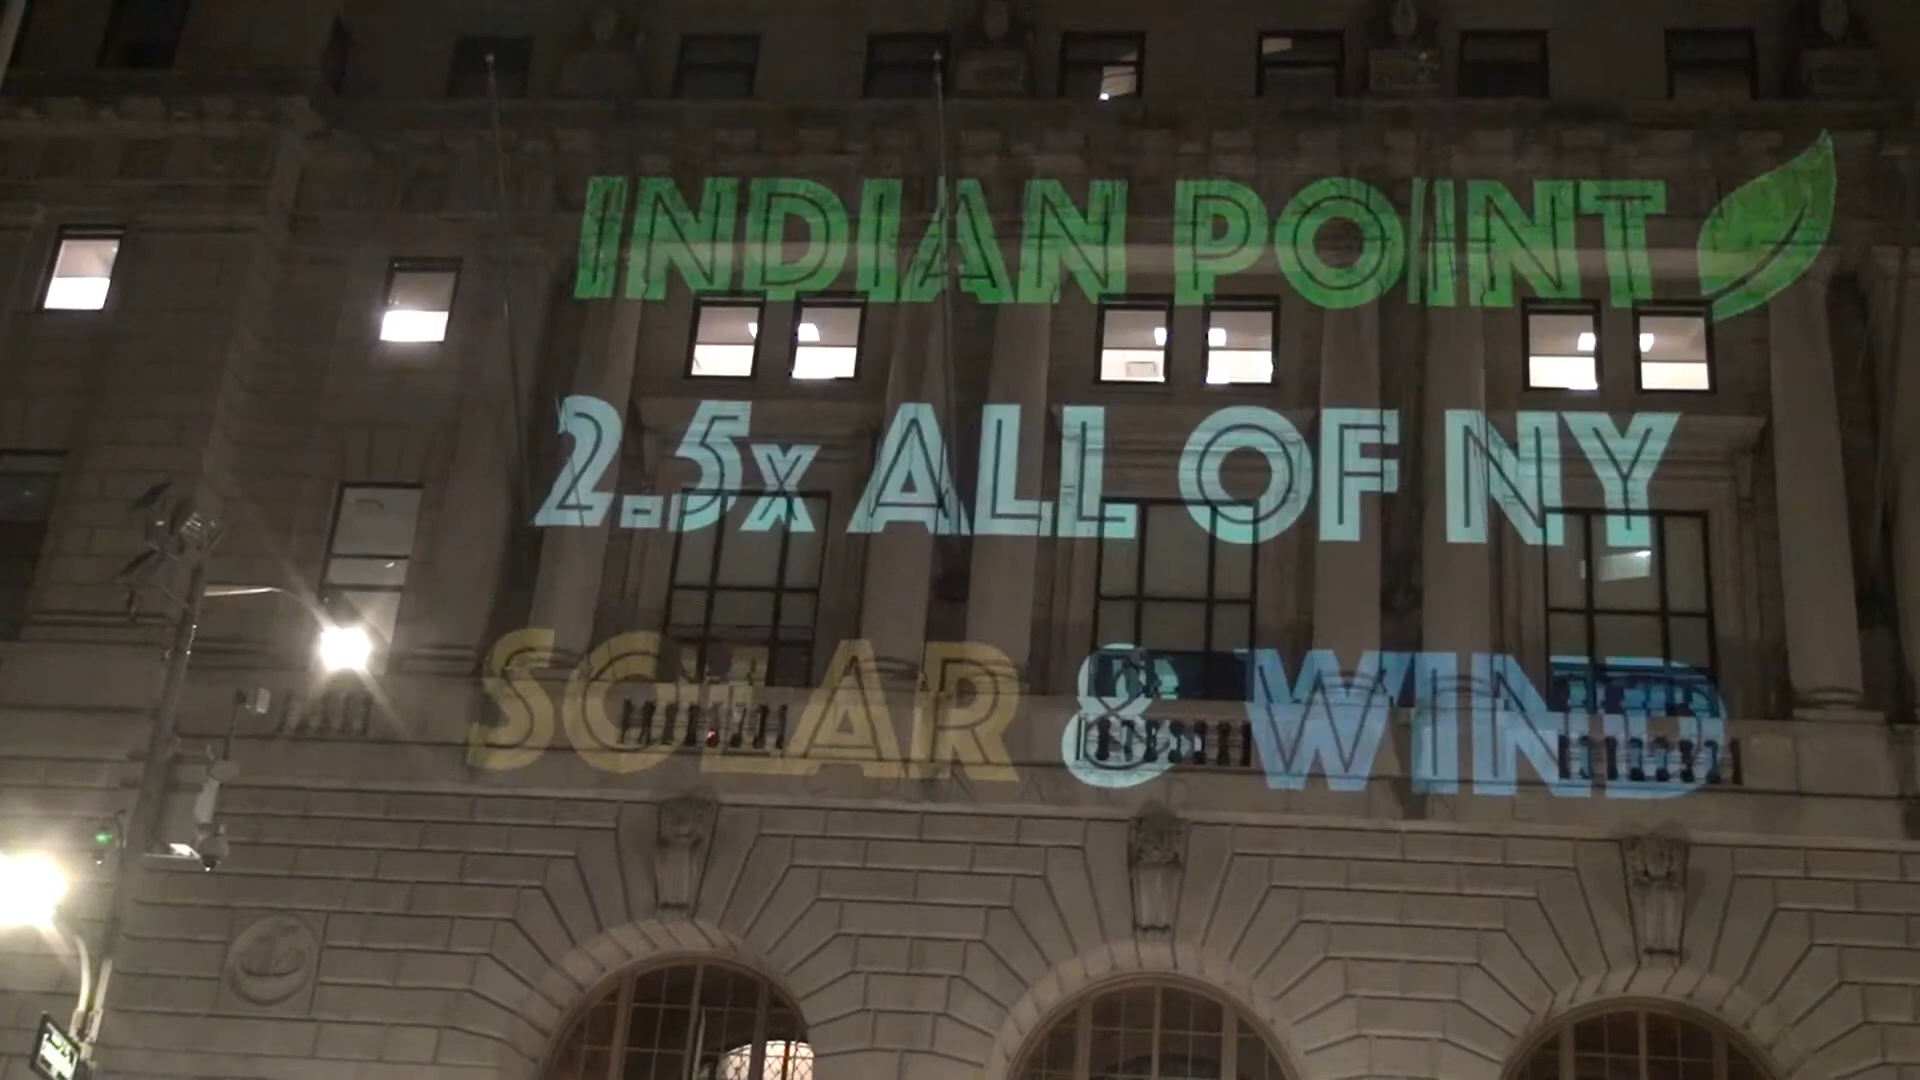 INDIAN POINT
2.5x ALL OF NY
SOLAR & WIND